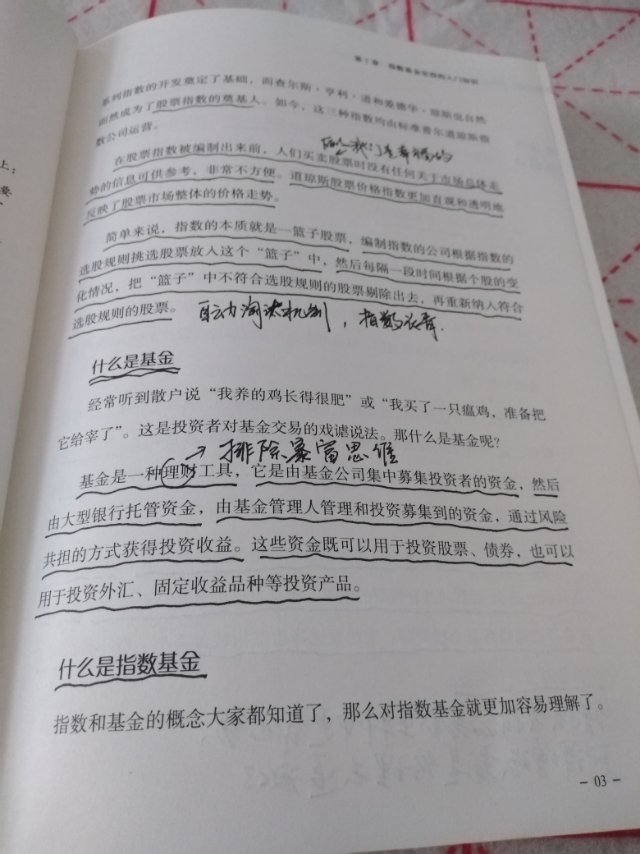 第1章 指数基金定投的入门知识
系列指数的开发奠定了基础,而查尔斯·亨利·道和爱德华·琼斯也自然
而然成为了股票指数的奠基人。如今,这三种指数均由标准普尔道琼斯指
数公司运营。
在股票指数被编制出来前,人们买卖股票时没有任何关于市场总体走
势的信息可供参考,非常不方便。道琼斯股票价格指数更加直观和透明地
反映了股票市场整体的价格走势。
简单来说,指数的本质就是一篮子股票,编制指数的公司根据指数的
选股规则挑选股票放入这个“篮子”中,然后每隔一段时间根据个股的变
化情况,把“篮子”中不符合选股规则的股票剔除出去,再重新纳入符合
选股规则的股票。 自动淘汰机制,指数长存.
什么是基金
经常听到散户说“我养的鸡长得很肥”或“我买了一只瘟鸡,准备把
它给宰了”。这是投资者对基金交易的戏谑说法。那什么是基金呢?
→排除暴富思维
基金是一种理财工具,它是由基金公司集中募集投资者的资金,然后
由大型银行托管资金,由基金管理人管理和投资募集到的资金,通过风险
共担的方式获得投资收益。这些资金既可以用于投资股票、债券,也可以
用于投资外汇、固定收益品种等投资产品。
什么是指数基金
指数和基金的概念大家都知道了,那么对指数基金就更加容易理解了。
- 03 -
上;
要